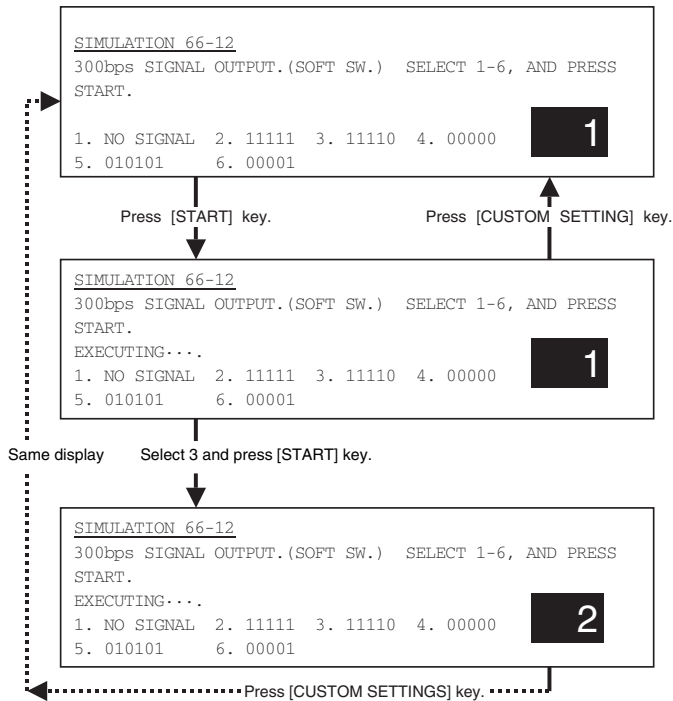 SIMULATION 66-12
300bps SIGNAL OUTPUT.(SOFT SW.) SELECT 1-6, AND PRESS
START.
1. NO SIGNAL 2. 11111 3. 11110 4. 00000
5. 010101 6. 00001
1
Press [START] key.
Press [CUSTOM SETTING] key.
SIMULATION 66-12
300bps SIGNAL OUTPUT.(SOFT SW.) SELECT 1-6, AND PRESS
START.
EXECUTING····.
1. NO SIGNAL 2. 11111 3. 11110 4. 00000
5. 010101 6. 00001
1
Same display
Select 3 and press [START] key.
SIMULATION 66-12
300bps SIGNAL OUTPUT.(SOFT SW.) SELECT 1-6, AND PRESS
START.
EXECUTING····.
1. NO SIGNAL 2. 11111 3. 11110 4. 00000
5. 010101 6. 00001
2
Press [CUSTOM SETTINGS] key.